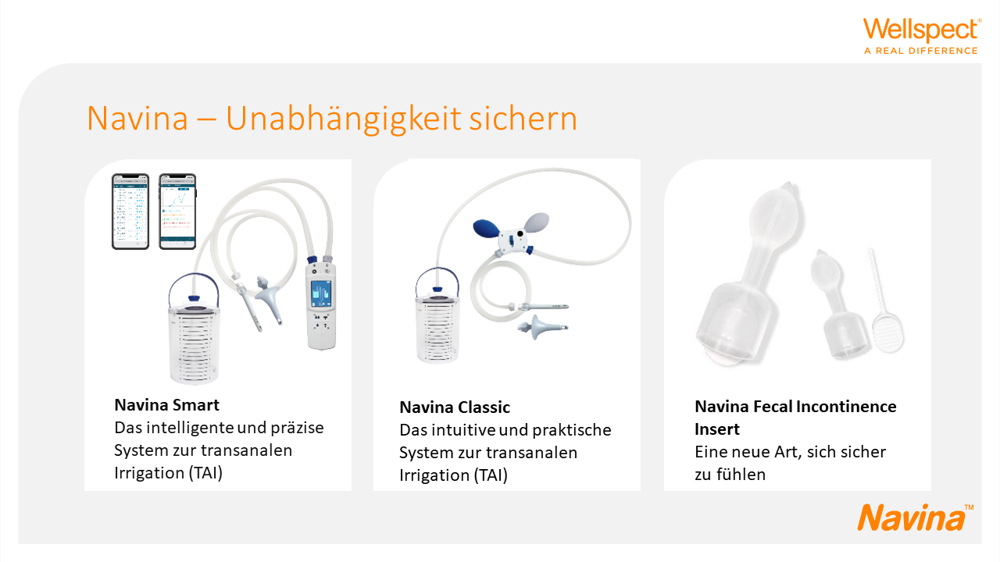 Wellspect®
A REAL DIFFERENCE
Navina – Unabhängigkeit sichern
Navina Smart
Das intelligente und präzise
System zur transanalen
Irrigation (TAI)
Navina Classic
Das intuitive und praktische
System zur transanalen
Irrigation (TAI)
Navina Fecal Incontinence
Insert
Eine neue Art, sich sicher
zu fühlen
Navina™